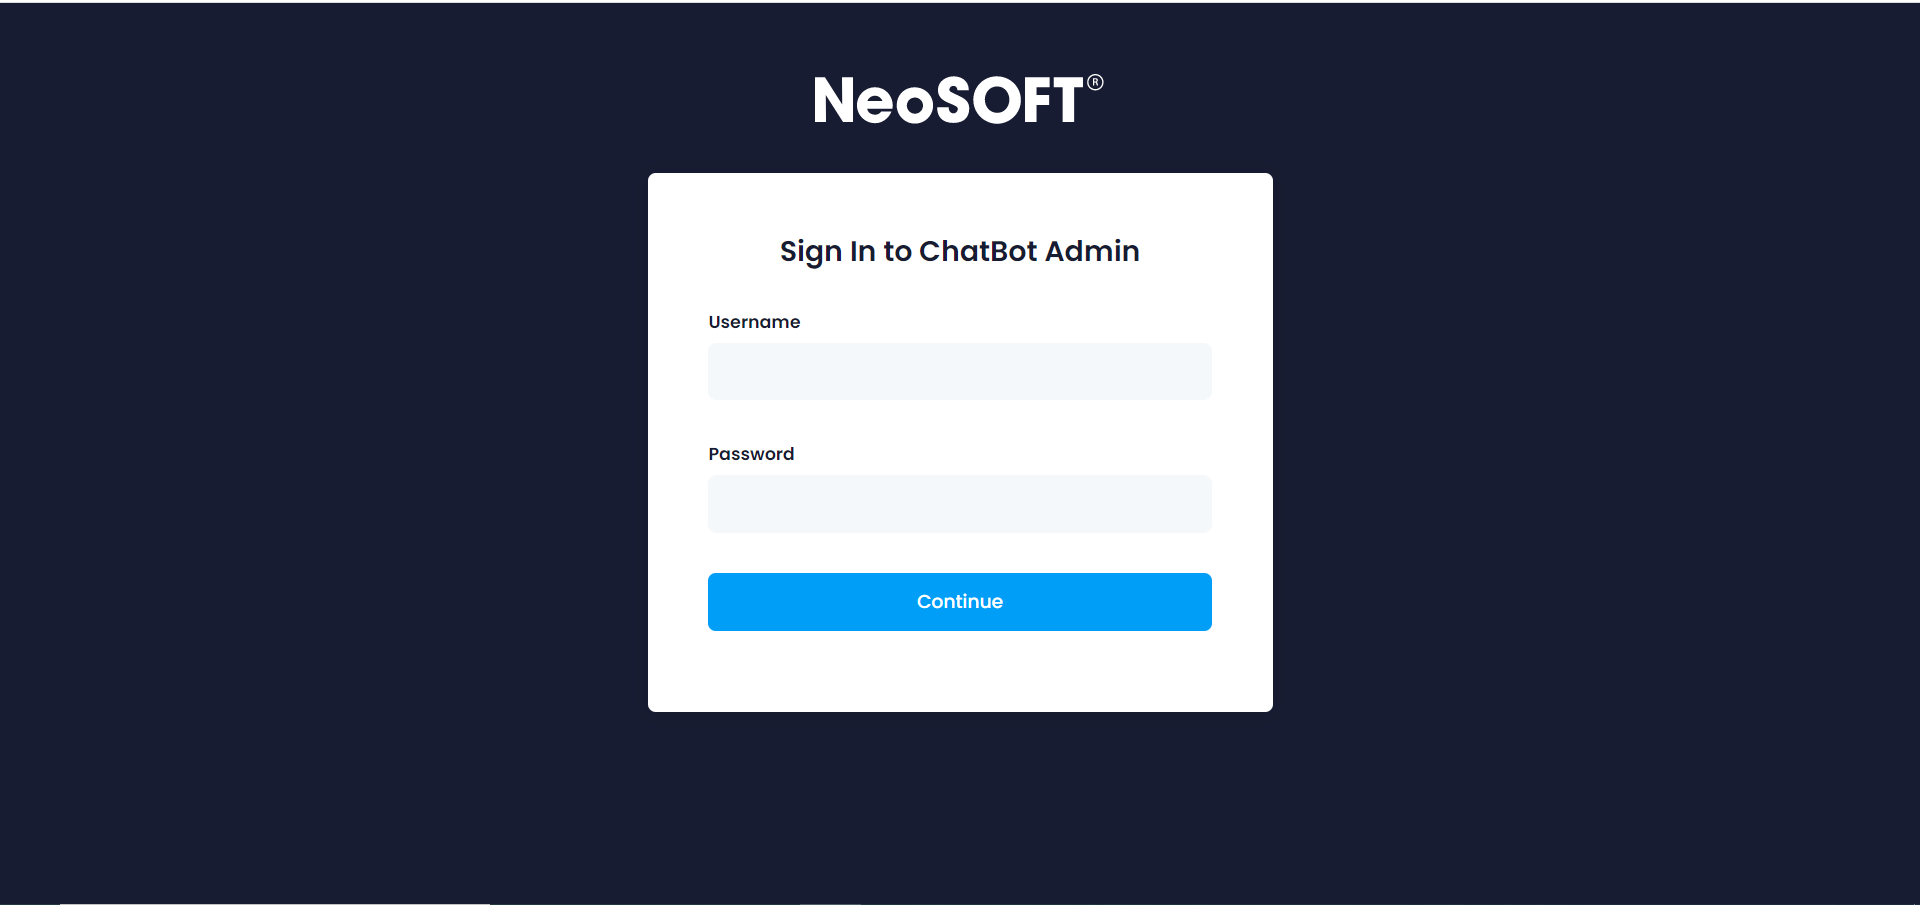 NeoSOFT®
Sign In to ChatBot Admin
Username
Password
Continue